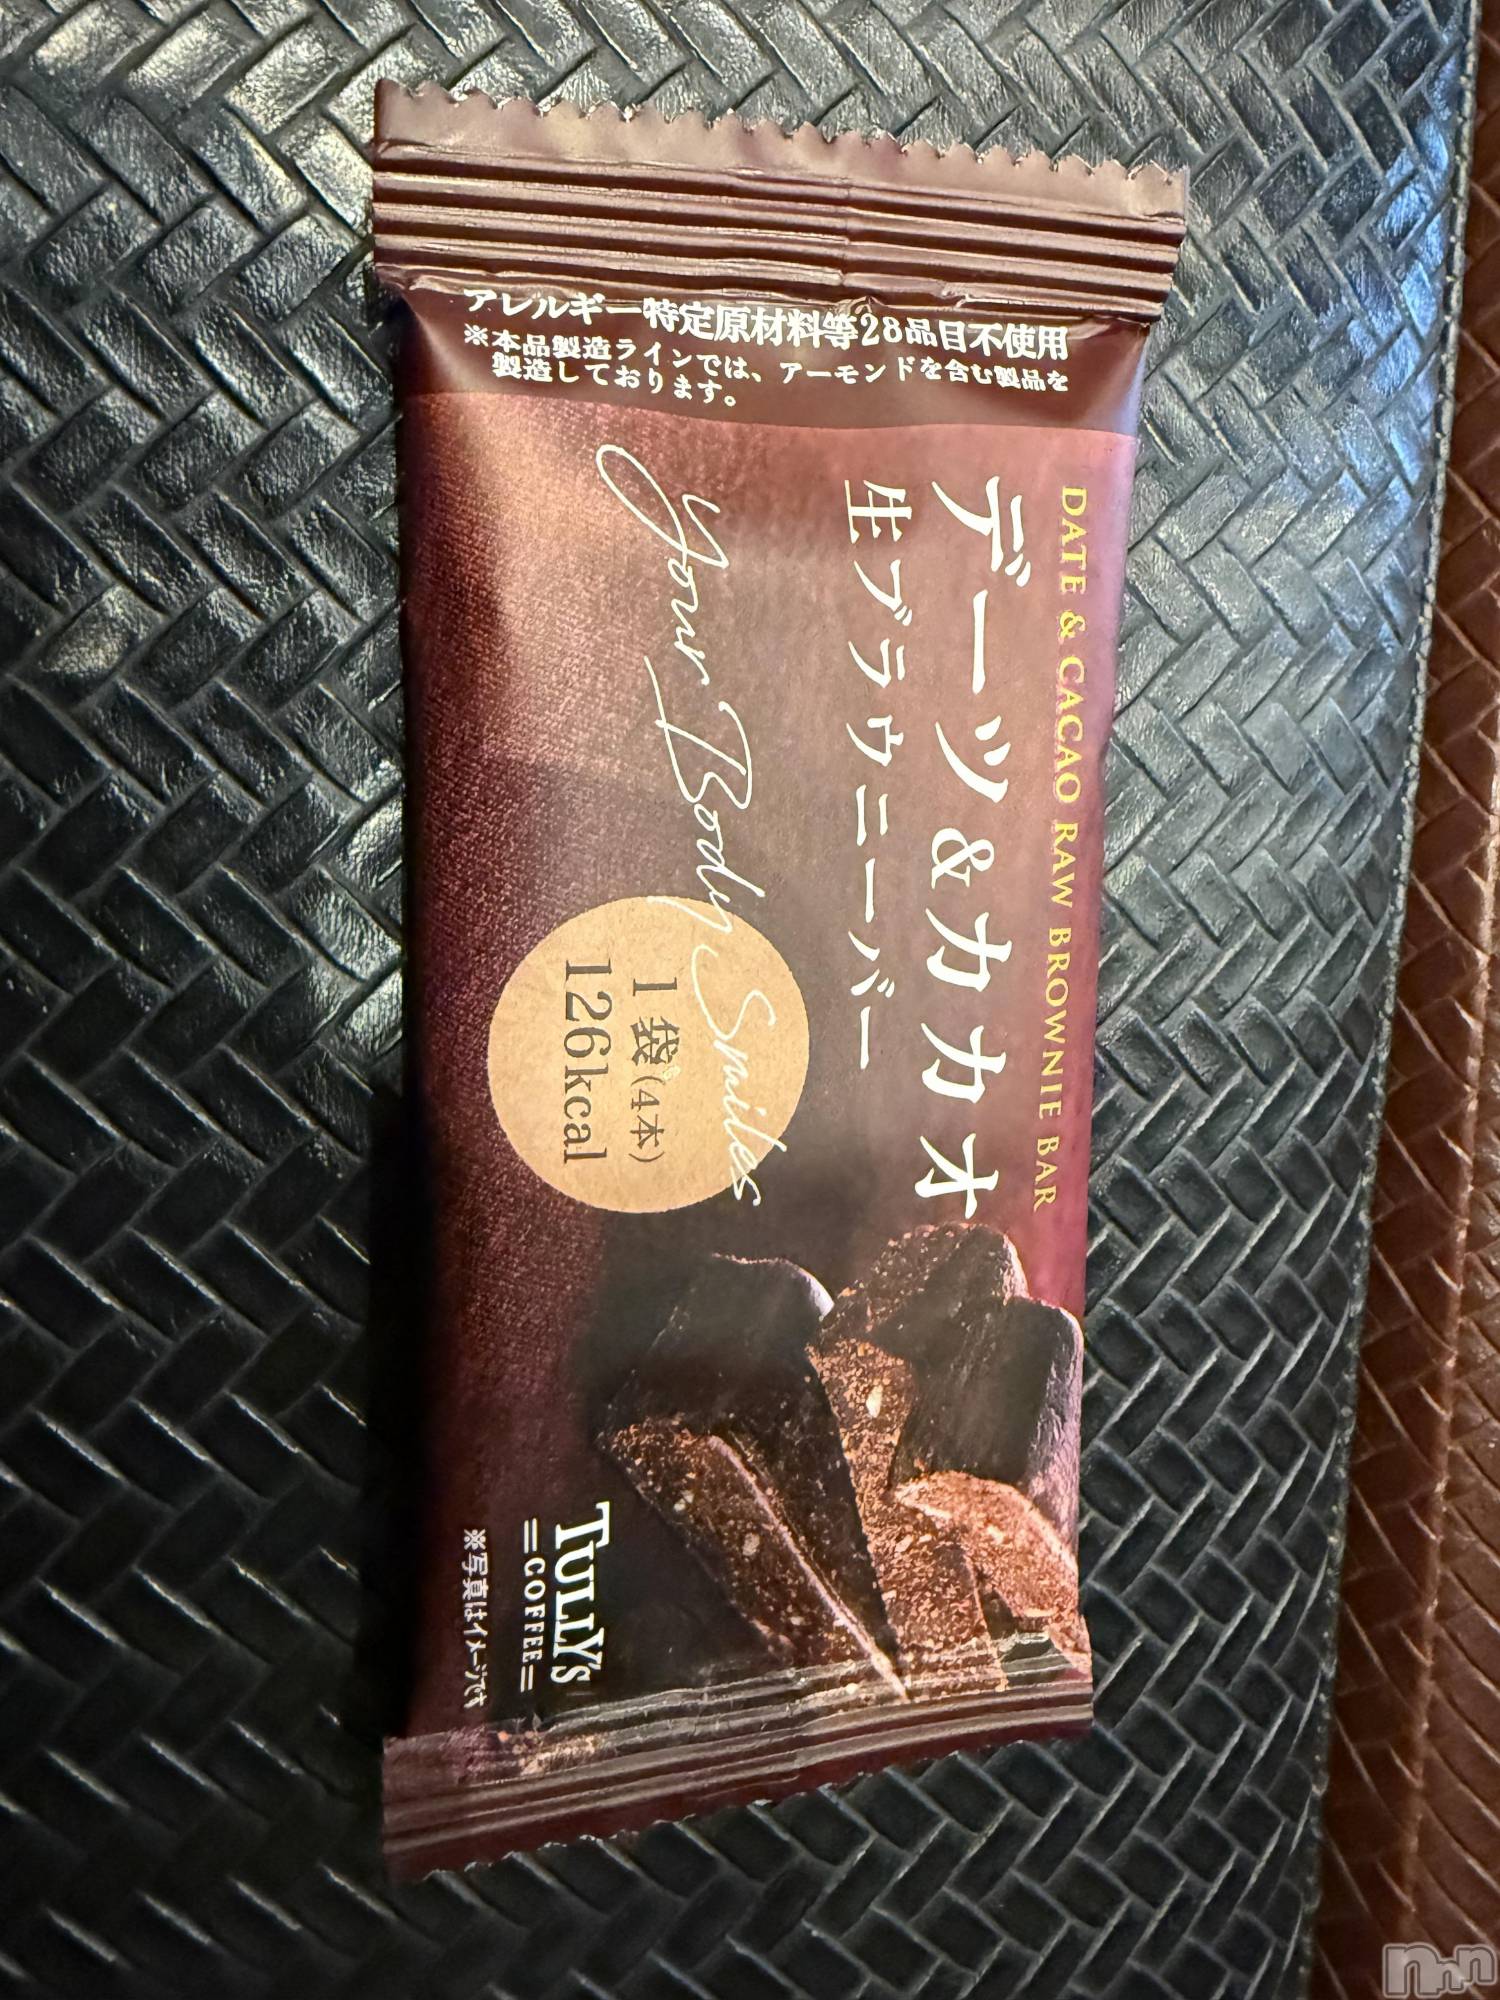 アレルギー特定原材料等28品目不使用
※本品製造ラインでは、アーモンドを含む製品を
製造しております。
DATE & CACAO RAW BROWNIE BAR
デーツ&カカオ
生ブラウニーバー
Your Body Smiles
1袋(4本)
126kcal
TULLY's
COFFEE
※写真はイメージです